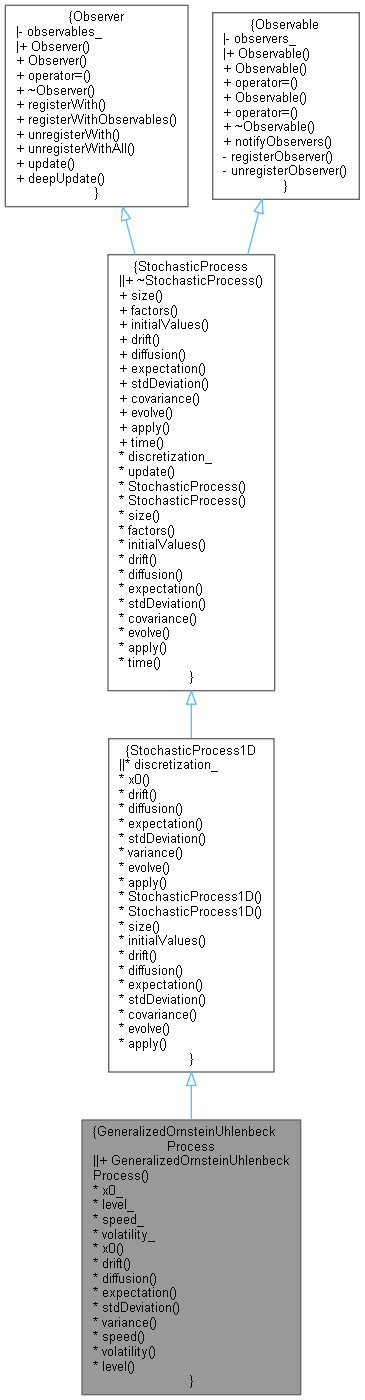 {Observer
|- observables_
|+ Observer()
+ Observer()
+ operator=()
+ ~Observer()
+ registerWith()
+ registerWithObservables()
+ unregisterWith()
+ unregisterWithAll()
+ update()
+ deepUpdate()
}
{Observable
|- observers_
|+ Observable()
+ Observable()
+ operator=()
+ Observable()
+ operator=()
+ ~Observable()
+ notifyObservers()
- registerObserver()
- unregisterObserver()
}
{StochasticProcess
||+ ~StochasticProcess()
+ size()
+ factors()
+ initialValues()
+ drift()
+ diffusion()
+ expectation()
+ stdDeviation()
+ covariance()
+ evolve()
+ apply()
+ time()
* discretization_
* update()
* StochasticProcess()
* StochasticProcess()
* size()
* factors()
* initialValues()
* drift()
* diffusion()
* expectation()
* stdDeviation()
* covariance()
* evolve()
* apply()
* time()
}
{StochasticProcess1D
||* discretization_
* x0()
* drift()
* diffusion()
* expectation()
* stdDeviation()
* variance()
* evolve()
* apply()
* StochasticProcess1D()
* StochasticProcess1D()
* size()
* initialValues()
* drift()
* diffusion()
* expectation()
* stdDeviation()
* covariance()
* evolve()
* apply()
}
{GeneralizedOrnsteinUhlenbeck
Process
||+ GeneralizedOrnsteinUhlenbeck
Process()
* x0_
* level_
* speed_
* volatility_
* x0()
* drift()
* diffusion()
* expectation()
* stdDeviation()
* variance()
* speed()
* volatility()
* level()
}